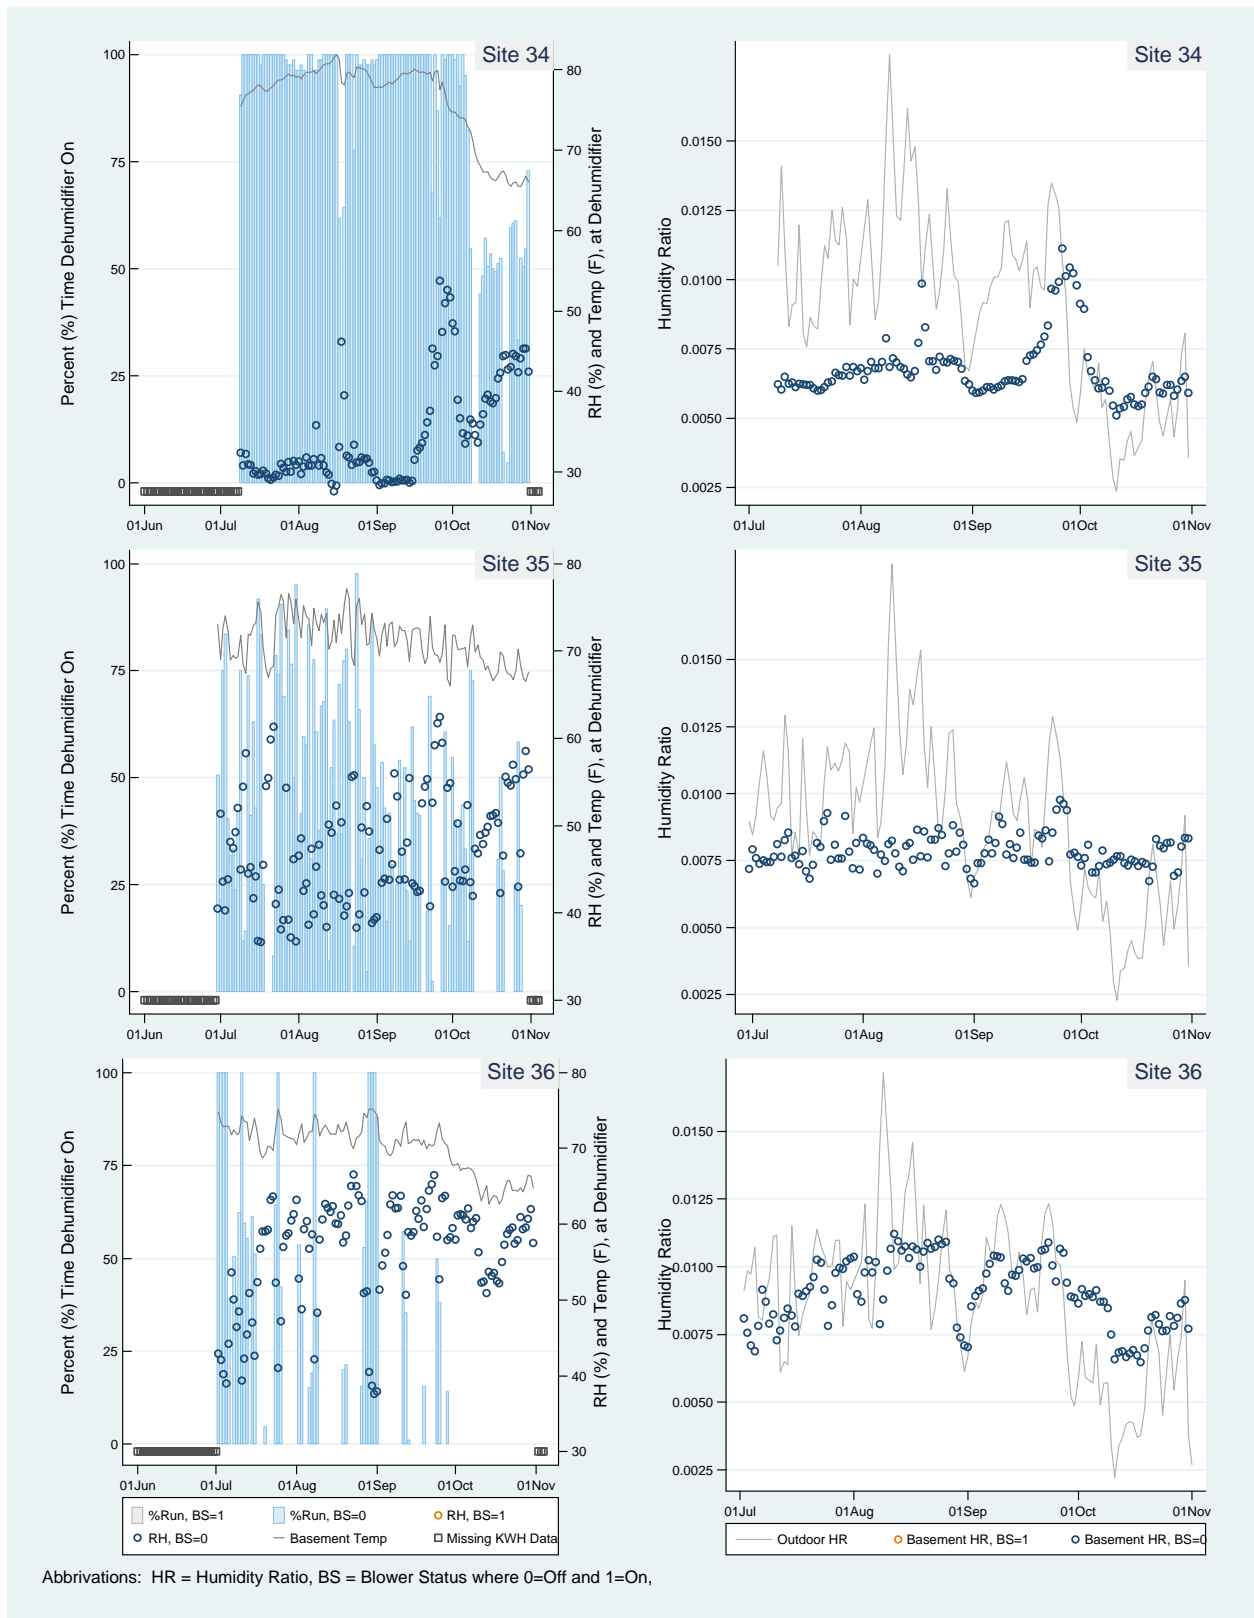 Site 34
Percent (%) Time Dehumidifier On
100
75
50
25
0
80
70
60
50
40
30
RH (%) and Temp (F), at Dehumidifier
01Jun 01Jul 01Aug 01Sep 01Oct 01Nov
Site 34
Humidity Ratio
0.0150
0.0125
0.0100
0.0075
0.0050
0.0025
01Jul 01Aug 01Sep 01Oct 01Nov
Site 35
Percent (%) Time Dehumidifier On
100
75
50
25
0
80
70
60
50
40
30
RH (%) and Temp (F), at Dehumidifier
01Jun 01Jul 01Aug 01Sep 01Oct 01Nov
Site 35
Humidity Ratio
0.0150
0.0125
0.0100
0.0075
0.0050
0.0025
01Jul 01Aug 01Sep 01Oct 01Nov
Site 36
Percent (%) Time Dehumidifier On
100
75
50
25
0
80
70
60
50
40
30
RH (%) and Temp (F), at Dehumidifier
01Jun 01Jul 01Aug 01Sep 01Oct 01Nov
%Run, BS=1 %Run, BS=0 RH, BS=1
RH, BS=0 Basement Temp Missing KWH Data
Site 36
Humidity Ratio
0.0150
0.0125
0.0100
0.0075
0.0050
0.0025
01Jul 01Aug 01Sep 01Oct 01Nov
Outdoor HR Basement HR, BS=1 Basement HR, BS=0
Abbrivations: HR = Humidity Ratio, BS = Blower Status where 0=Off and 1=On,